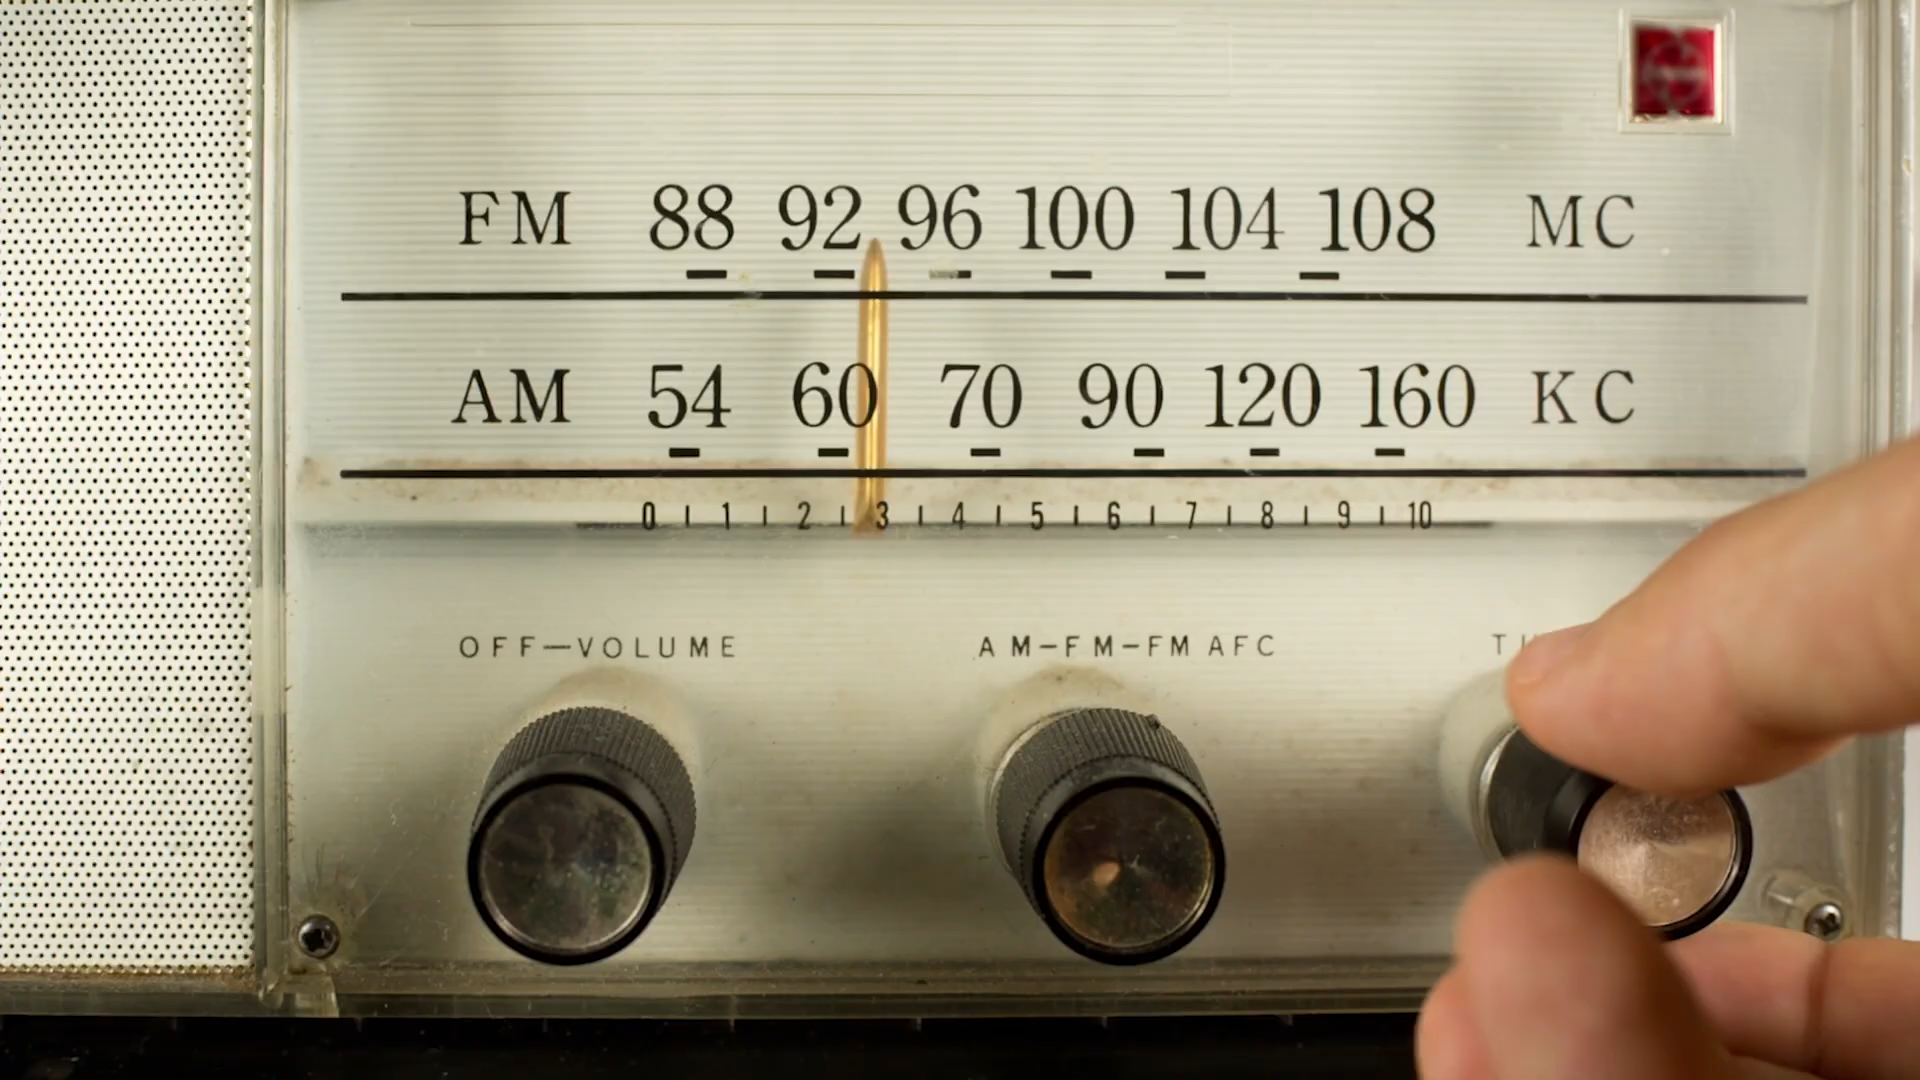 FM 88 92 96 100 104 108 MC
AM 54 60 70 90 120 160 KC
0 1 2 3 4 5 6 7 8 9 10
OFF—VOLUME AM-FM-FM AFC